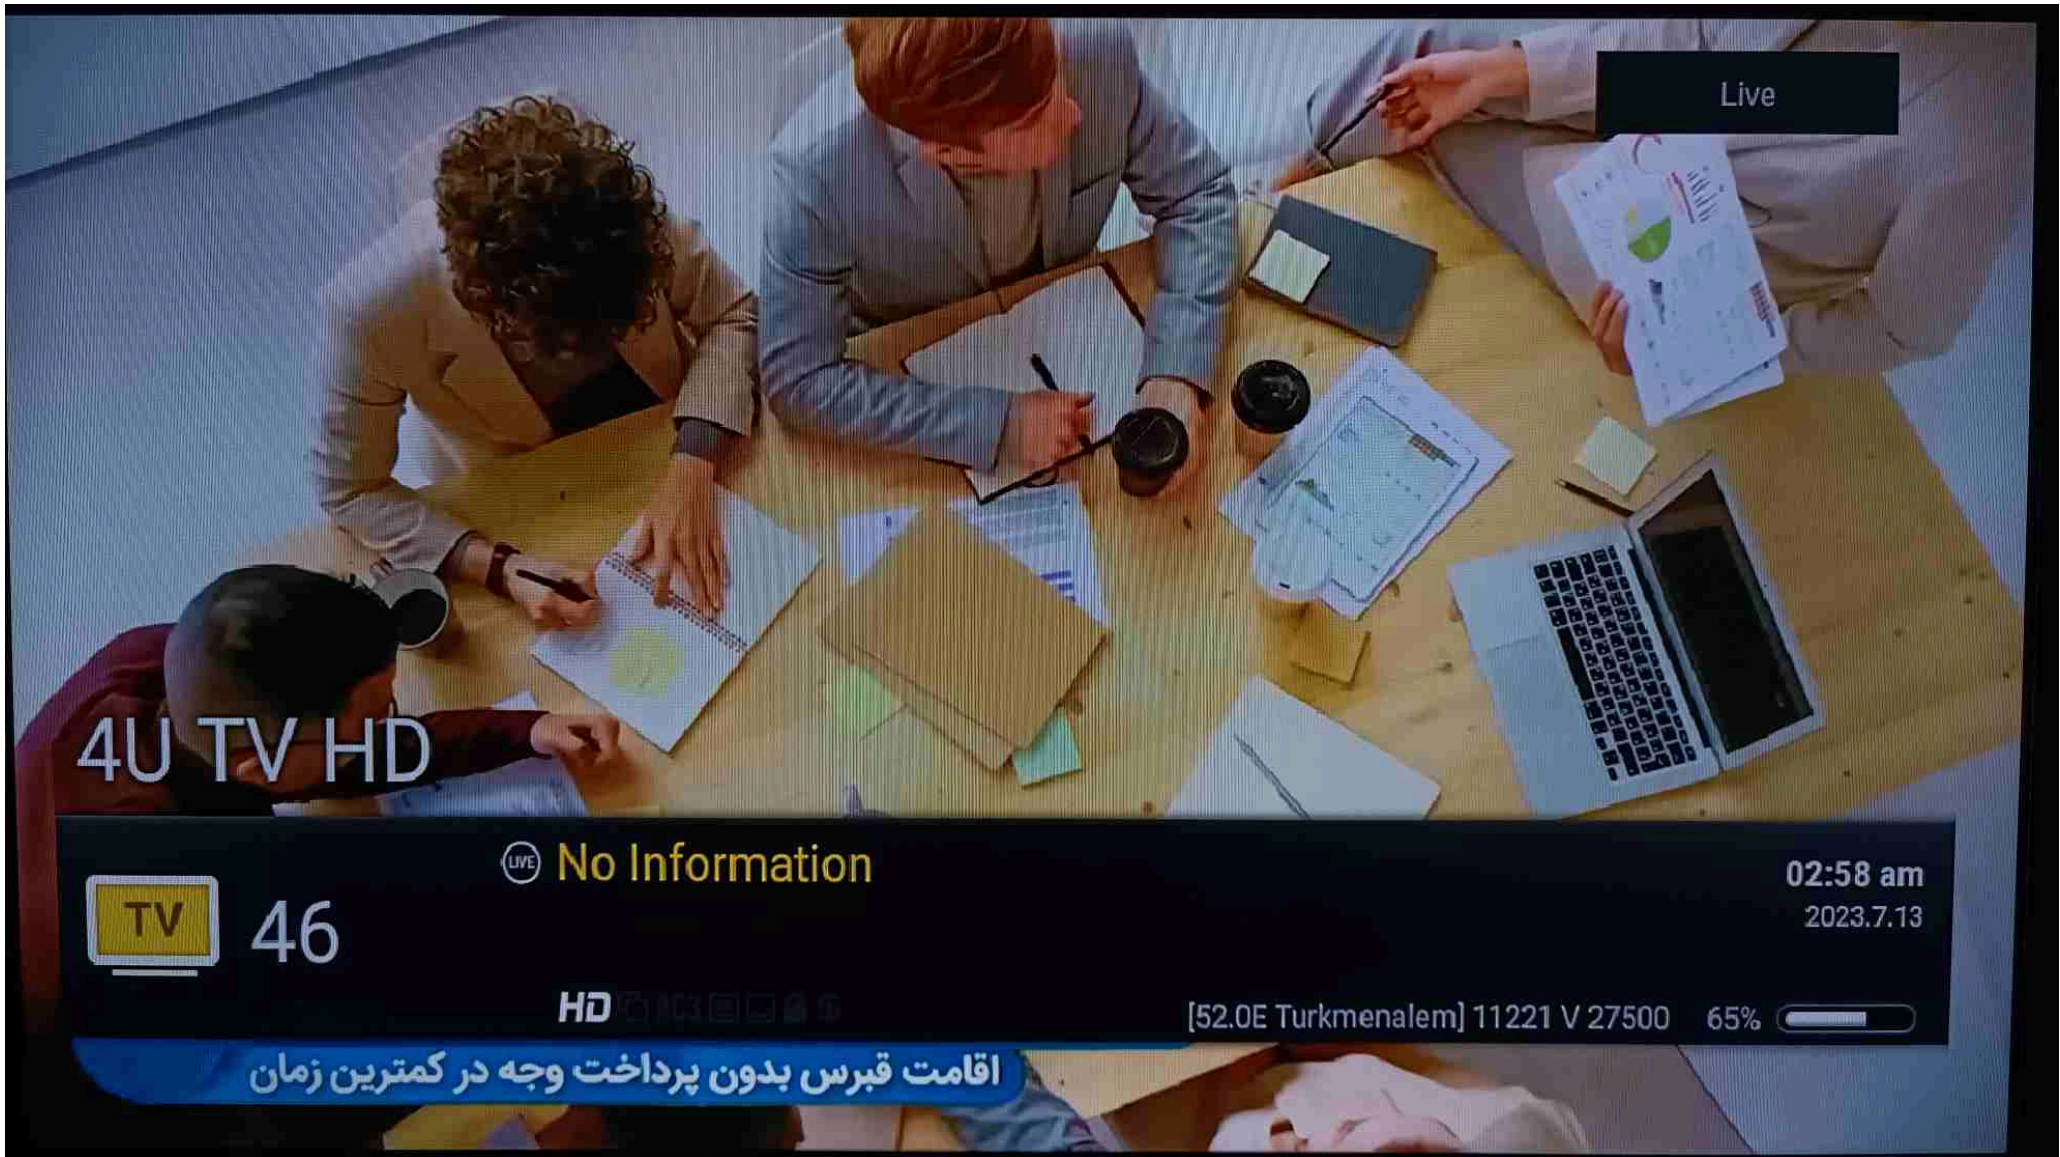 Live
4U TV HD
LIVE No Information
02:58 am
TV
46
2023.7.13
HD
[52.0E Turkmenalem] 11221 V 27500 65%
اقامت قبرس بدون پرداخت وجه در کمترین زمان